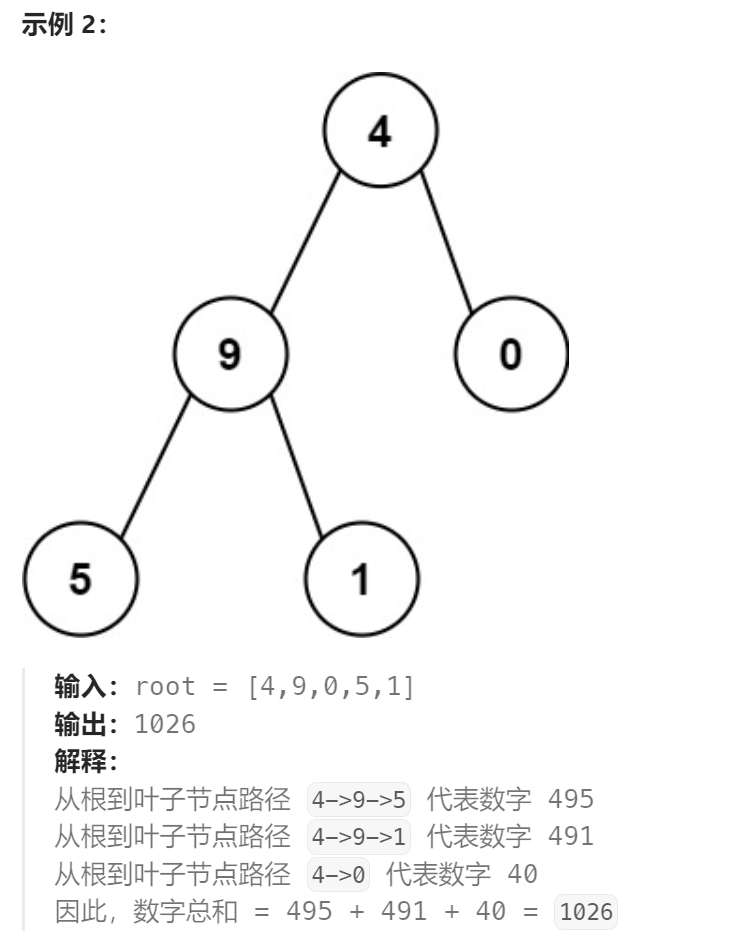 示例 2：
4
9
0
5
1
输入：root = [4,9,0,5,1]
输出：1026
解释：
从根到叶子节点路径 4->9->5 代表数字 495
从根到叶子节点路径 4->9->1 代表数字 491
从根到叶子节点路径 4->0 代表数字 40
因此，数字总和 = 495 + 491 + 40 = 1026